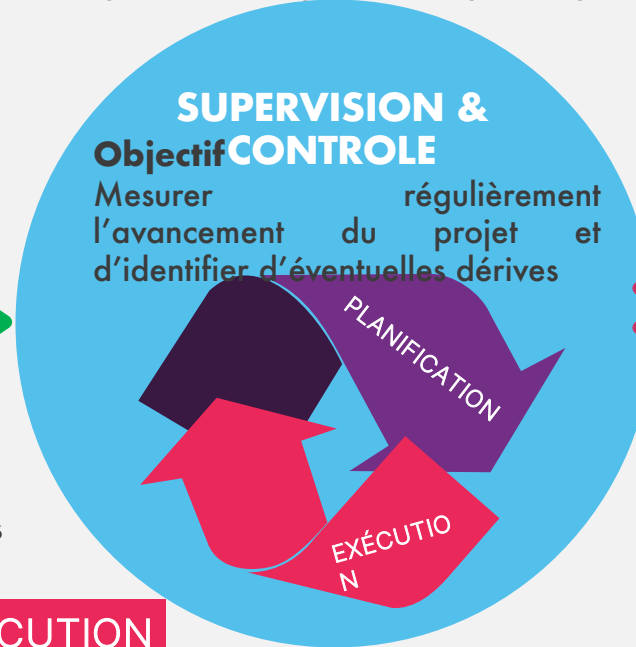 SUPERVISION &
Objectif CONTROLE
Mesurer régulièrement
l’avancement du projet et
d’identifier d’éventuelles dérives
PLANIFICATION
EXÉCUTIO
N
CUTION